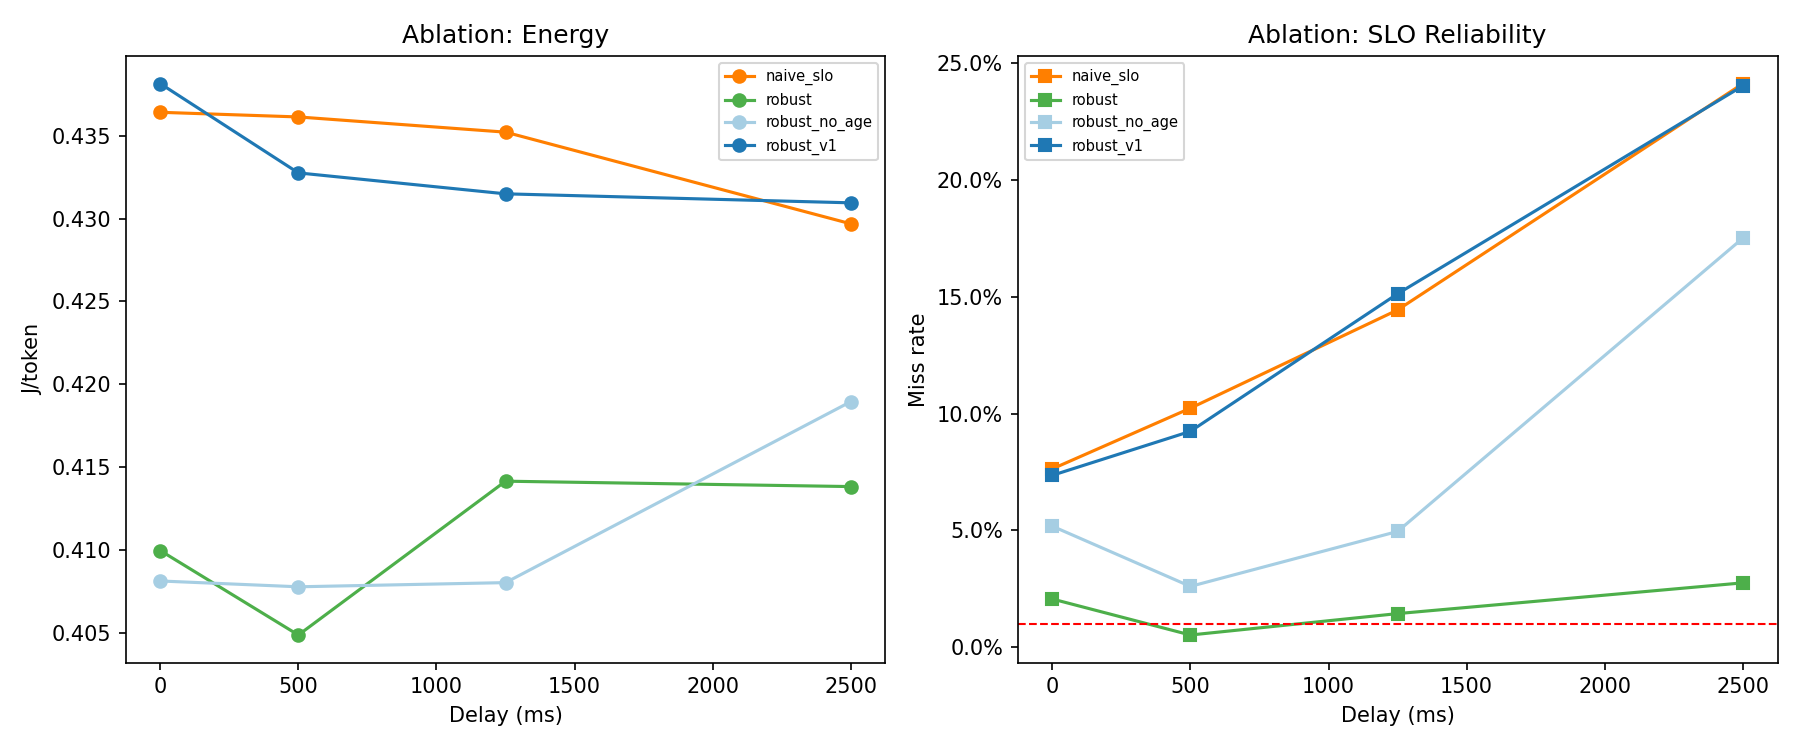 Ablation: Energy
J/token
0.435
0.430
0.425
0.420
0.415
0.410
0.405
naive_slo
robust
robust_no_age
robust_v1
0
500
1000
1500
2000
2500
Delay (ms)
Ablation: SLO Reliability
Miss rate
25.0%
20.0%
15.0%
10.0%
5.0%
0.0%
naive_slo
robust
robust_no_age
robust_v1
0
500
1000
1500
2000
2500
Delay (ms)